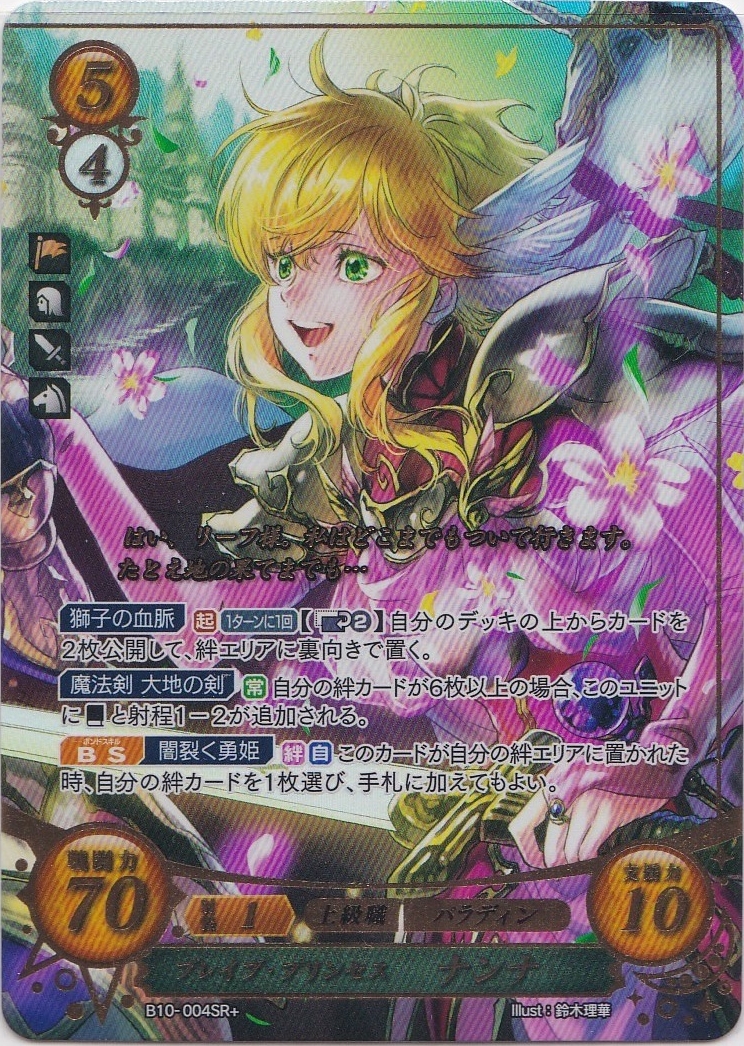 5
4
はい、リーフ様。私はどこまでもついて行きます。
たとえ地の果てまでも…
獅子の血脈 起 1ターンに1回【2】自分のデッキの上からカードを
2枚公開して、絆エリアに裏向きで置く。
魔法剣 大地の剣 常 自分の絆カードが6枚以上の場合、このユニット
に と射程1－2が追加される。
ボンドスキル
BS 闇裂く勇姫 絆 自 このカードが自分の絆エリアに置かれた
時、自分の絆カードを1枚選び、手札に加えてもよい。
戦闘力
70
射程 1 上級職 パラディン
支援力
10
ブレイブ・プリンセス ナンナ
B10-004SR+ Illust：鈴木理華